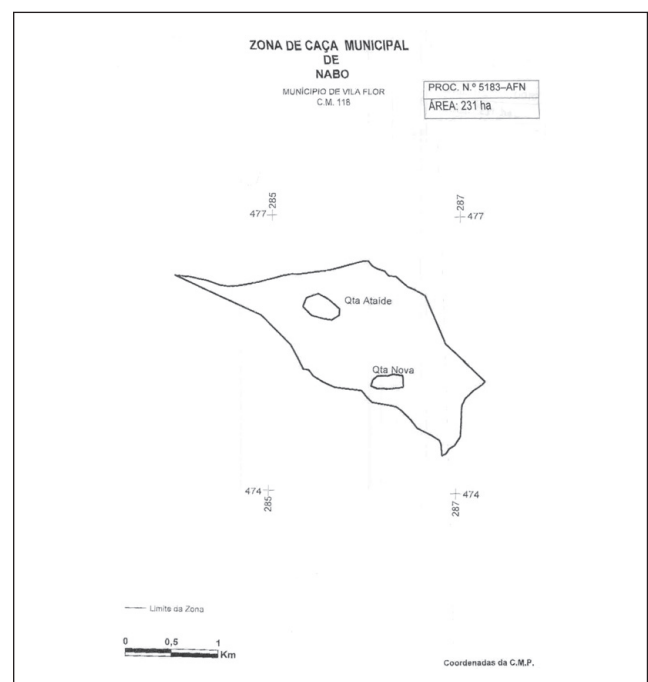 ZONA DE CAÇA MUNICIPAL
DE
NABO
MUNICÍPIO DE VILA FLOR
C.M. 118
PROC. N.º 5183–AFN
ÁREA: 231 ha
285
477
287
477
Qta Ataíde
Qta Nova
474
285
474
287
Limite da Zona
0 0,5 1
Km
Coordenadas da C.M.P.